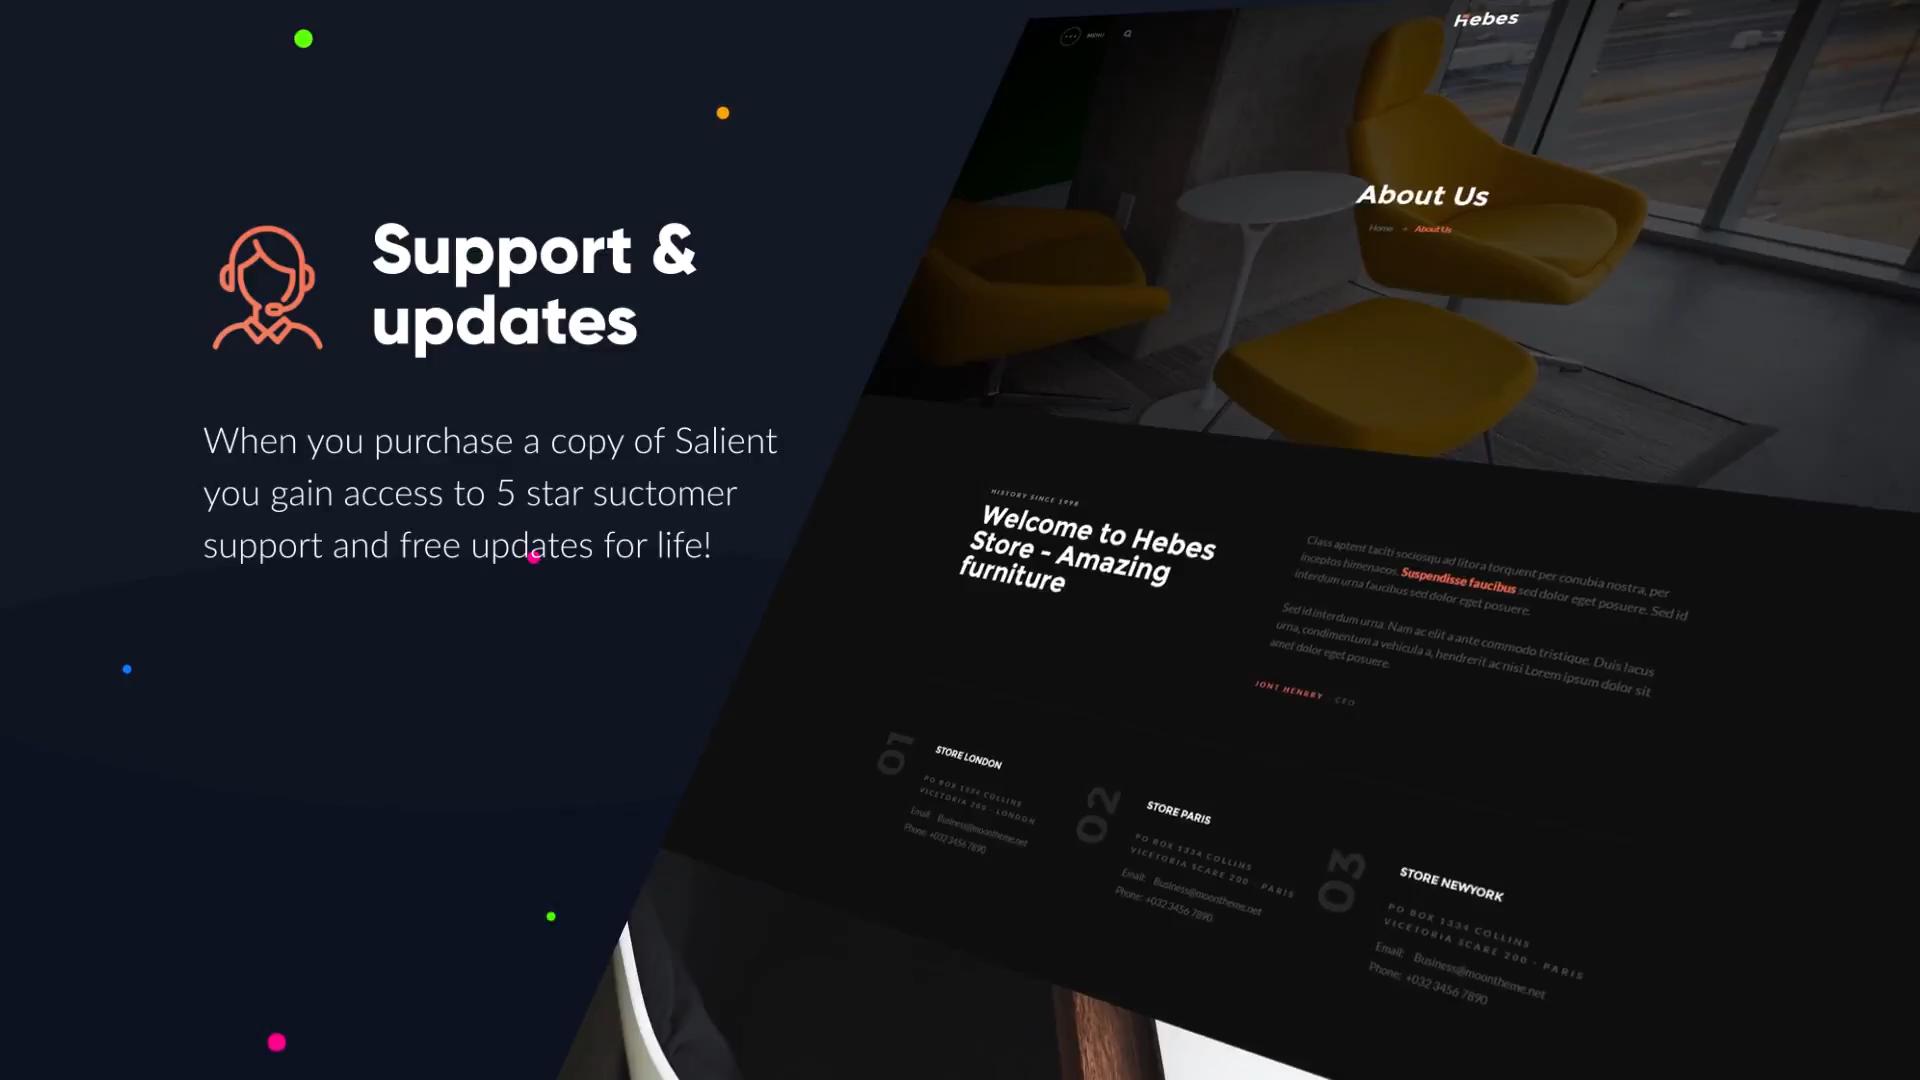 Support &
updates
When you purchase a copy of Salient
you gain access to 5 star suctomer
support and free updates for life!
MENU
Hebes
About Us
Home About Us
HISTORY SINCE 1998
Welcome to Hebes
Store - Amazing
furniture
Class aptent taciti sociosqu ad litora torquent per conubia nostra, per
inceptos himenaeos. Suspendisse faucibus sed dolor eget posuere. Sed id
interdum urna faucibus sed dolor eget posuere.
Sed id interdum urna. Nam ac elit a ante commodo tristique. Duis lacus
urna, condimentum a vehicula a, hendrerit ac nisi Lorem ipsum dolor sit
amet dolor eget posuere.
JONT HENRRY - CEO
01
STORE LONDON
PO BOX 1334 COLLINS
VICETORIA 200 - LONDON
Email: Business@moontheme.net
Phone: +032 3456 7890
02
STORE PARIS
PO BOX 1334 COLLINS
VICETORIA SCARE 200 - PARIS
Email: Business@moontheme.net
Phone: +032 3456 7890
03
STORE NEWYORK
PO BOX 1334 COLLINS
VICETORIA SCARE 200 - PARIS
Email: Business@moontheme.net
Phone: +032 3456 7890